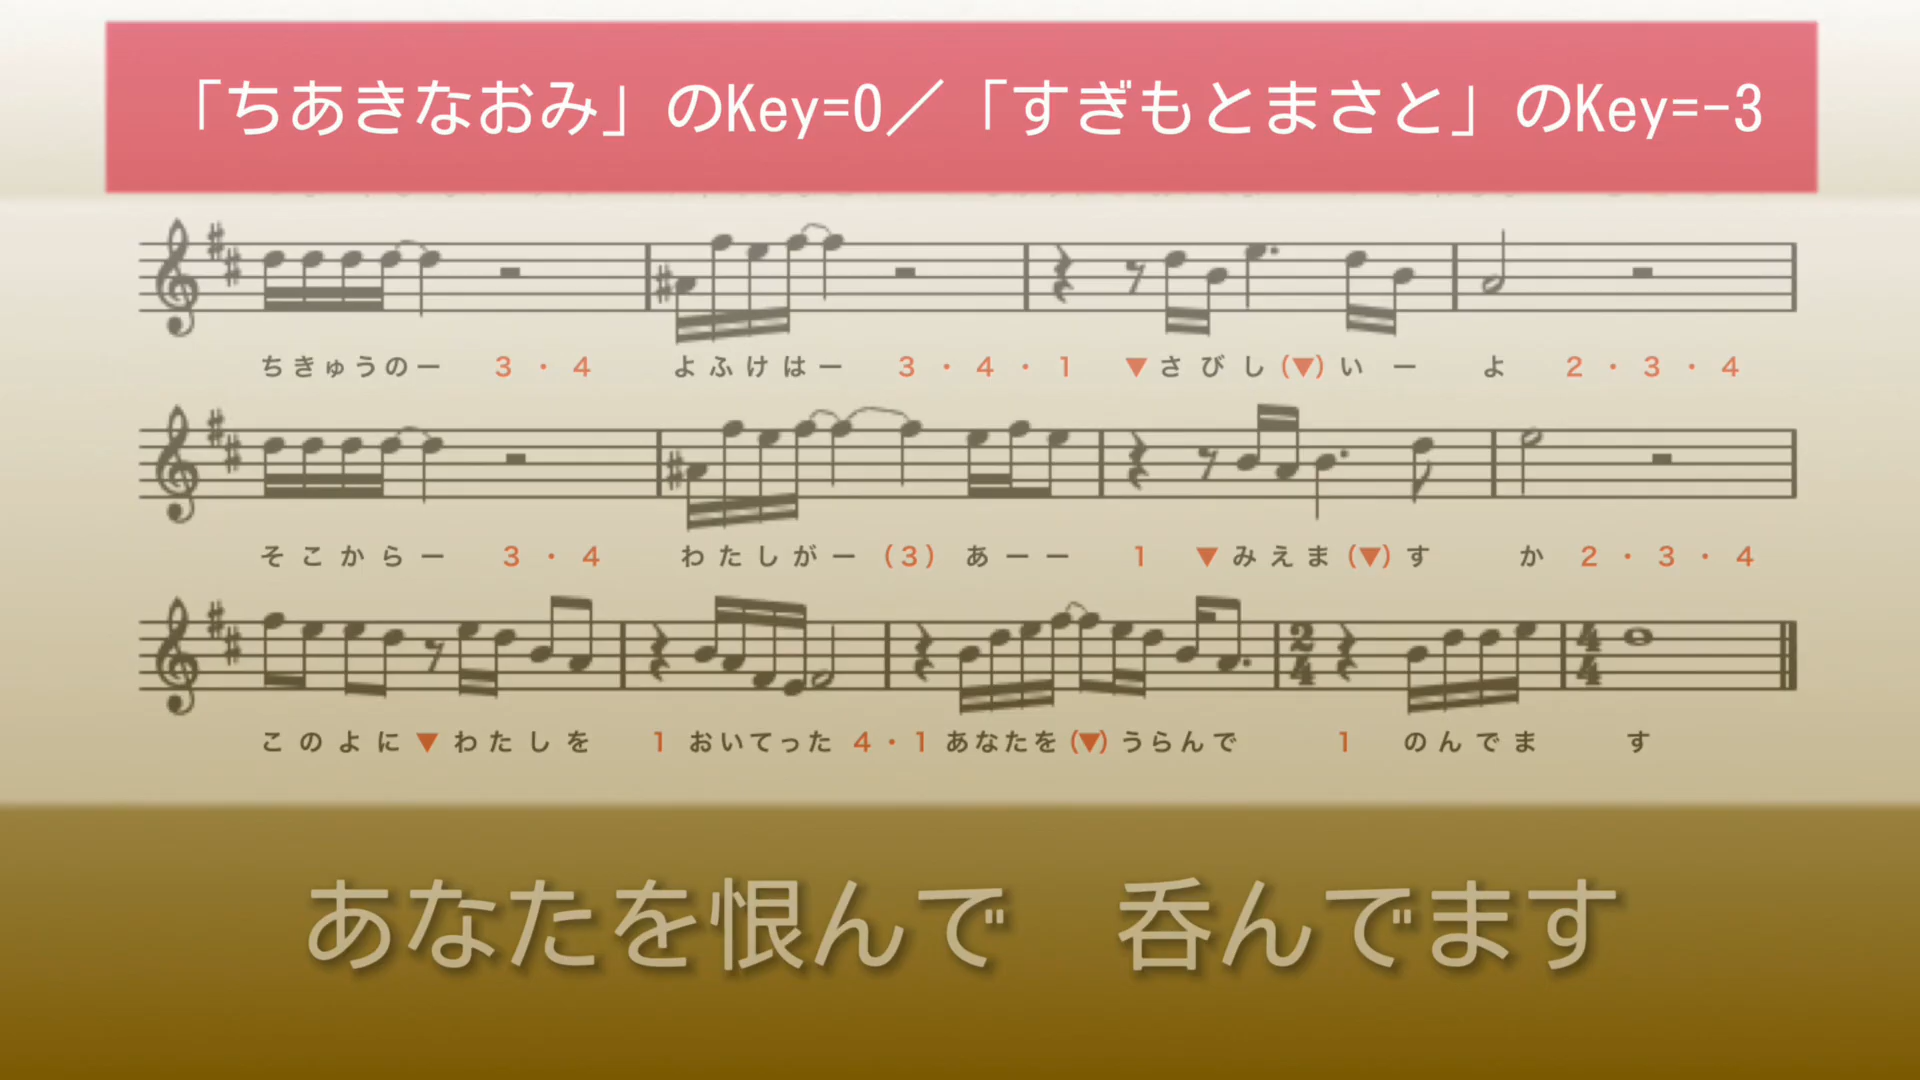 「ちあきなおみ」のKey=0／「すぎもとまさと」のKey=-3
ちきゅうのー 3・4 よふけはー 3・4・1 ▼さびし(▼)いーよ 2・3・4
そこからー 3・4 わたしがー(3)あーー 1 ▼みえま(▼)すか 2・3・4
このよに▼わたしを 1 おいてった 4・1 あなたを(▼)うらんで 1 のんでます
2/4 4/4
あなたを恨んで 呑んでます